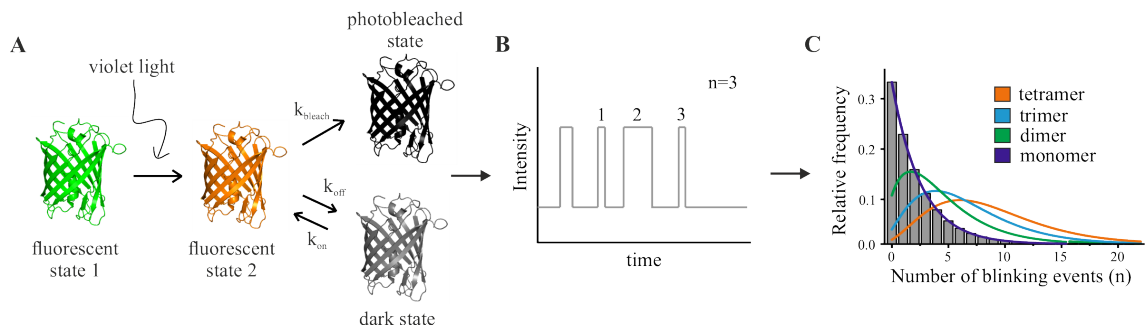 A
violet light
fluorescent
state 1
fluorescent
state 2
k_bleach
k_off
k_on
photobleached
state
dark state
B
n=3
1 2 3
Intensity
time
C
tetramer
trimer
dimer
monomer
Relative frequency
0.3
0.2
0.1
0.0
0 5 10 15 20
Number of blinking events (n)